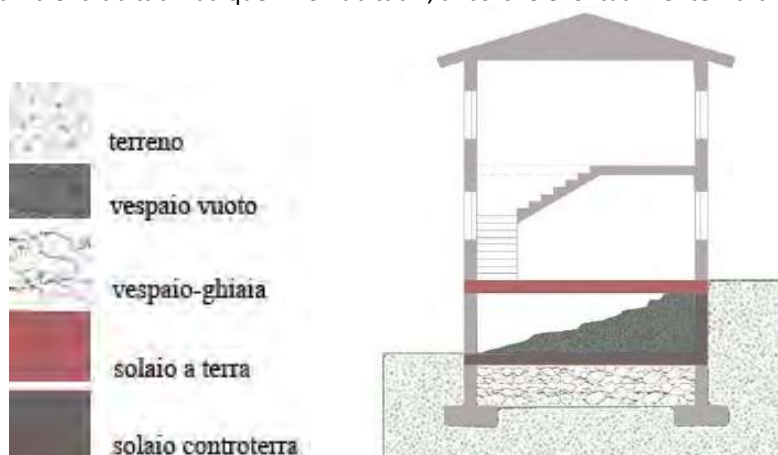 terreno
vespaio vuoto
vespaio-ghiaia
solaio a terra
solaio controterra